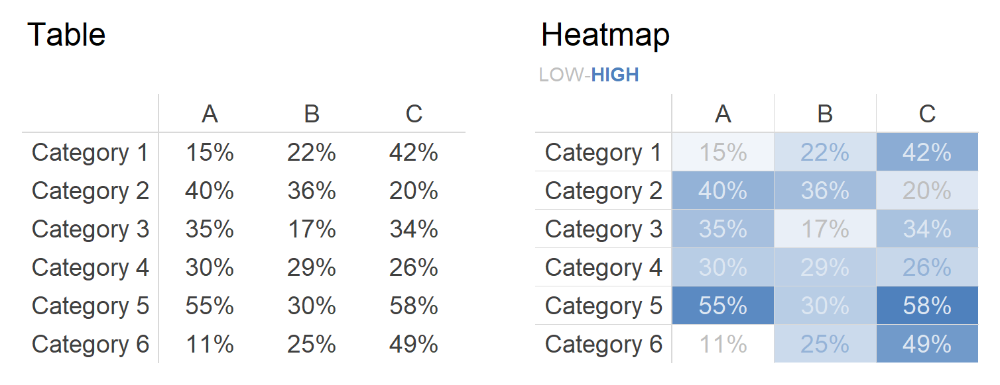 Table
A B C
Category 1 15% 22% 42%
Category 2 40% 36% 20%
Category 3 35% 17% 34%
Category 4 30% 29% 26%
Category 5 55% 30% 58%
Category 6 11% 25% 49%
Heatmap
LOW-HIGH
A B C
Category 1 15% 22% 42%
Category 2 40% 36% 20%
Category 3 35% 17% 34%
Category 4 30% 29% 26%
Category 5 55% 30% 58%
Category 6 11% 25% 49%